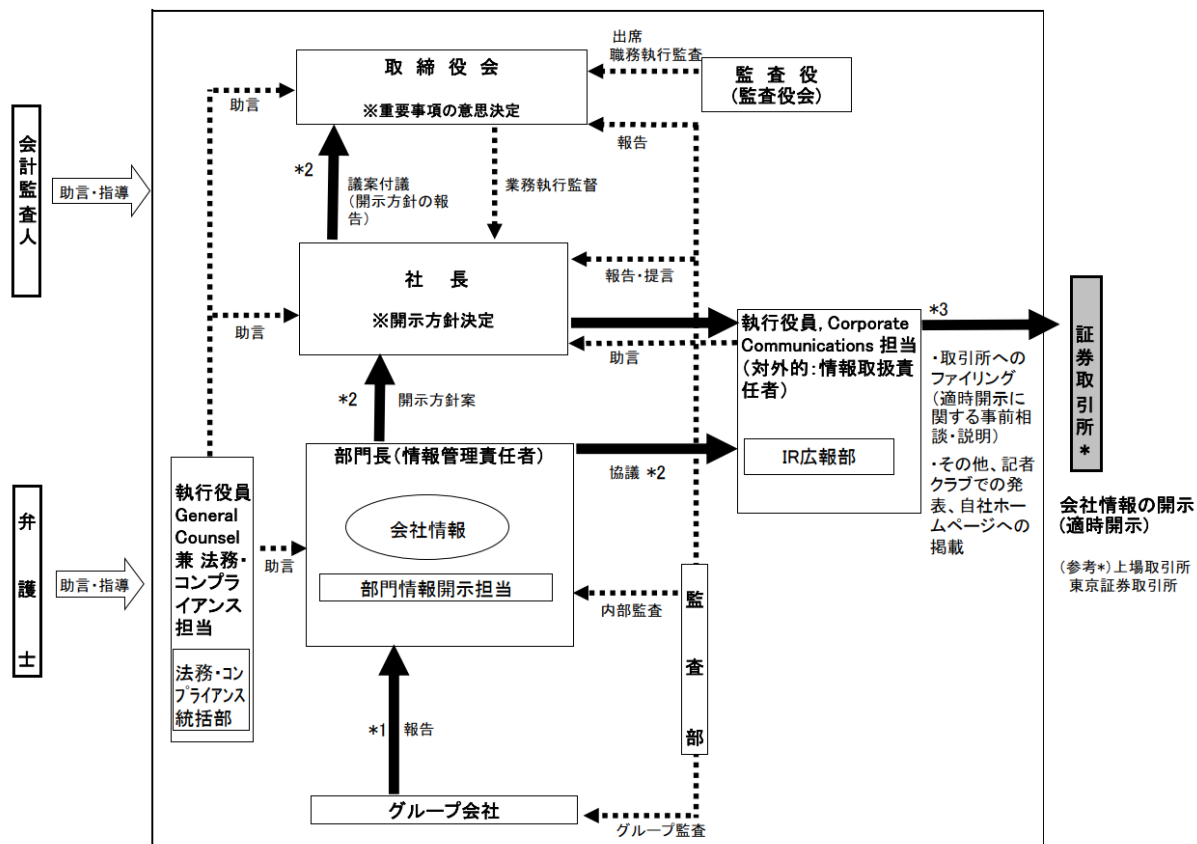 出席
職務執行監査
取 締 役 会
※重要事項の意思決定
監 査 役
(監査役会)
助言
報告
会計監査人
助言・指導
*2
議案付議
(開示方針の報
告)
業務執行監督
社 長
※開示方針決定
報告・提言
助言
執行役員, Corporate
Communications 担当
(対外的：情報取扱責
任者)
IR広報部
助言
*3
証券取引所*
・取引所への
ファイリング
(適時開示に
関する事前相
談・説明)
・その他、記者
クラブでの発
表、自社ホー
ムページへの
掲載
*2
開示方針案
部門長(情報管理責任者)
会社情報
部門情報開示担当
協議 *2
会社情報の開示
(適時開示)
(参考*)上場取引所
東京証券取引所
弁護士
助言・指導
執行役員
General
Counsel
兼 法務・
コンプラ
イアンス
担当
法務・コン
プライアンス
統括部
助言
内部監査
監査部
*1
報告
グループ会社
グループ監査